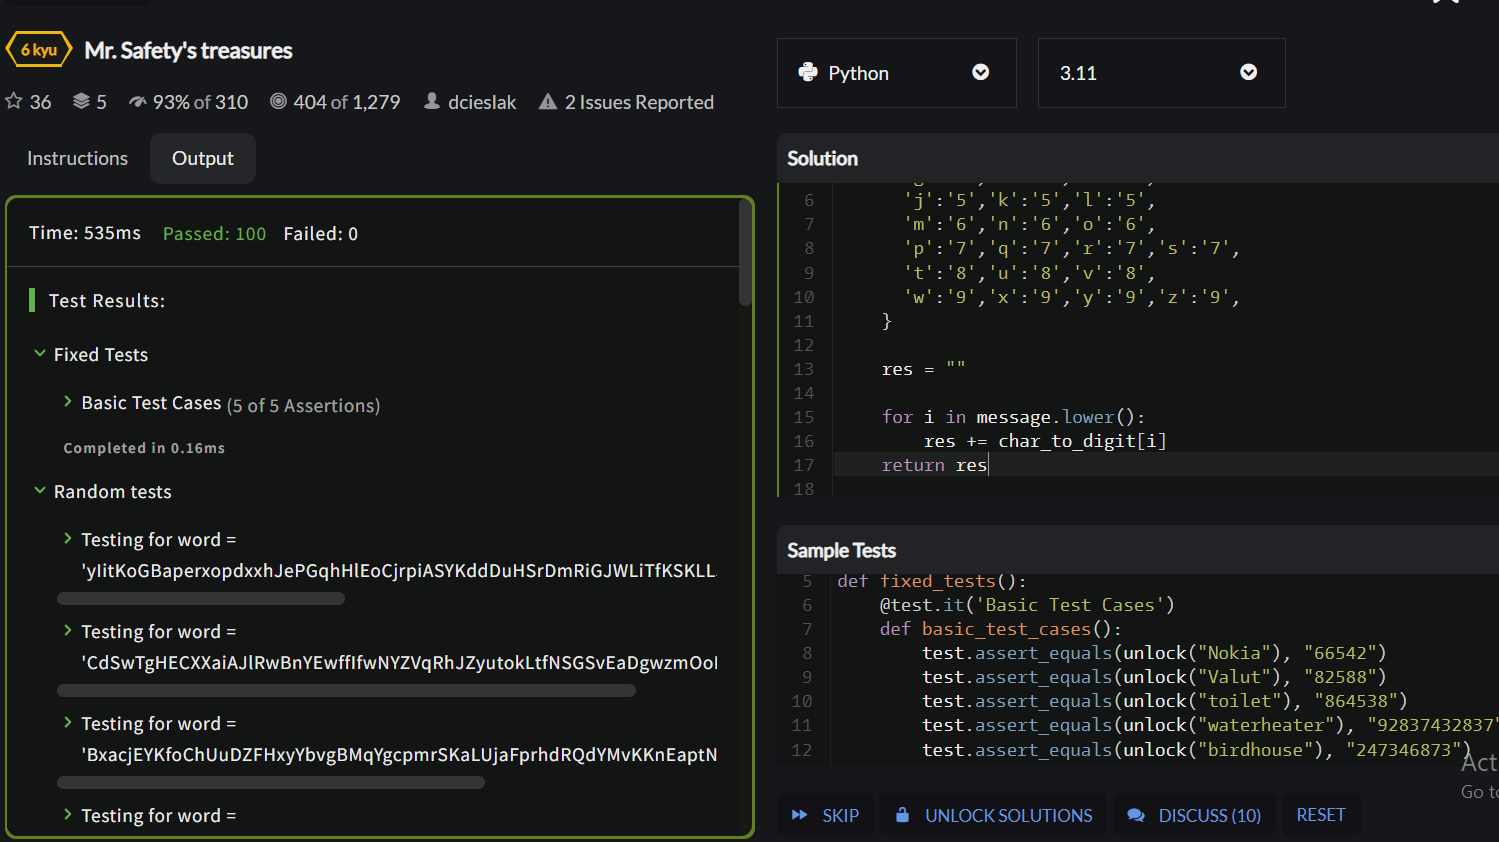 6 kyu Mr. Safety's treasures
36 5 93% of 310 404 of 1,279 dcieslak 2 Issues Reported
Instructions Output
Time: 535ms Passed: 100 Failed: 0
Test Results:
Fixed Tests
Basic Test Cases (5 of 5 Assertions)
Completed in 0.16ms
Random tests
Testing for word =
'yIitKoGBaperxopdxxhJePGqhHlEoCjrpiASYKddDuHSrDmRiGJWLiTfKSKLL
Testing for word =
'CdSwTgHECXXaiAJlRwBnYEwffIfwNYZVqRhJZyutokLtfNSGSvEaDgwzmOo
Testing for word =
'BxacjEYKfoChUuDZFHxyYbvgBMqYgcpmrSKaLUjaFprhdRQdYMvKKnEaptN
Testing for word =
Python 3.11
Solution
6 'j':'5','k':'5','l':'5',
7 'm':'6','n':'6','o':'6',
8 'p':'7','q':'7','r':'7','s':'7',
9 't':'8','u':'8','v':'8',
10 'w':'9','x':'9','y':'9','z':'9',
11 }
12
13 res = ""
14
15 for i in message.lower():
16 res += char_to_digit[i]
17 return res
18
Sample Tests
5 def fixed_tests():
6 @test.it('Basic Test Cases')
7 def basic_test_cases():
8 test.assert_equals(unlock("Nokia"), "66542")
9 test.assert_equals(unlock("Valut"), "82588")
10 test.assert_equals(unlock("toilet"), "864538")
11 test.assert_equals(unlock("waterheater"), "92837432837"
12 test.assert_equals(unlock("birdhouse"), "247346873")
Act
Go to
SKIP UNLOCK SOLUTIONS DISCUSS (10) RESET